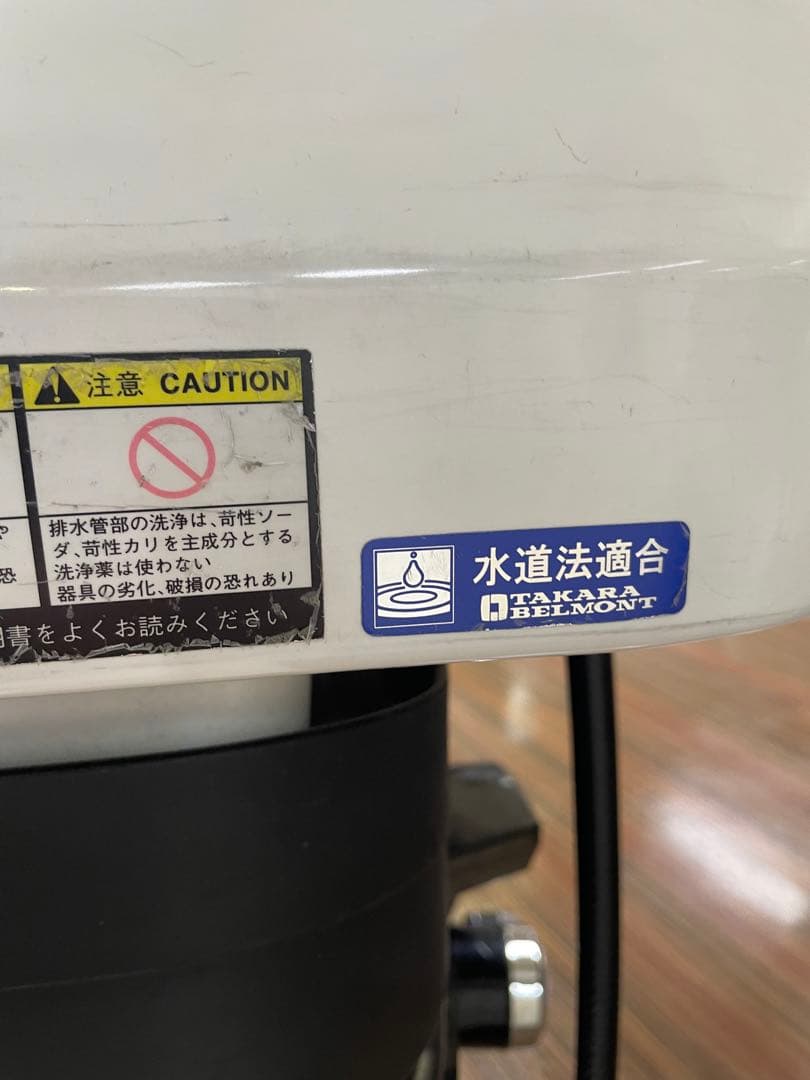 注意 CAUTION
排水管部の洗浄は、苛性ソー
ダ、苛性カリを主成分とする
洗浄薬は使わない
器具の劣化、破損の恐れあり
や
恐
書をよくお読みください
水道法適合
TAKARA
BELMONT